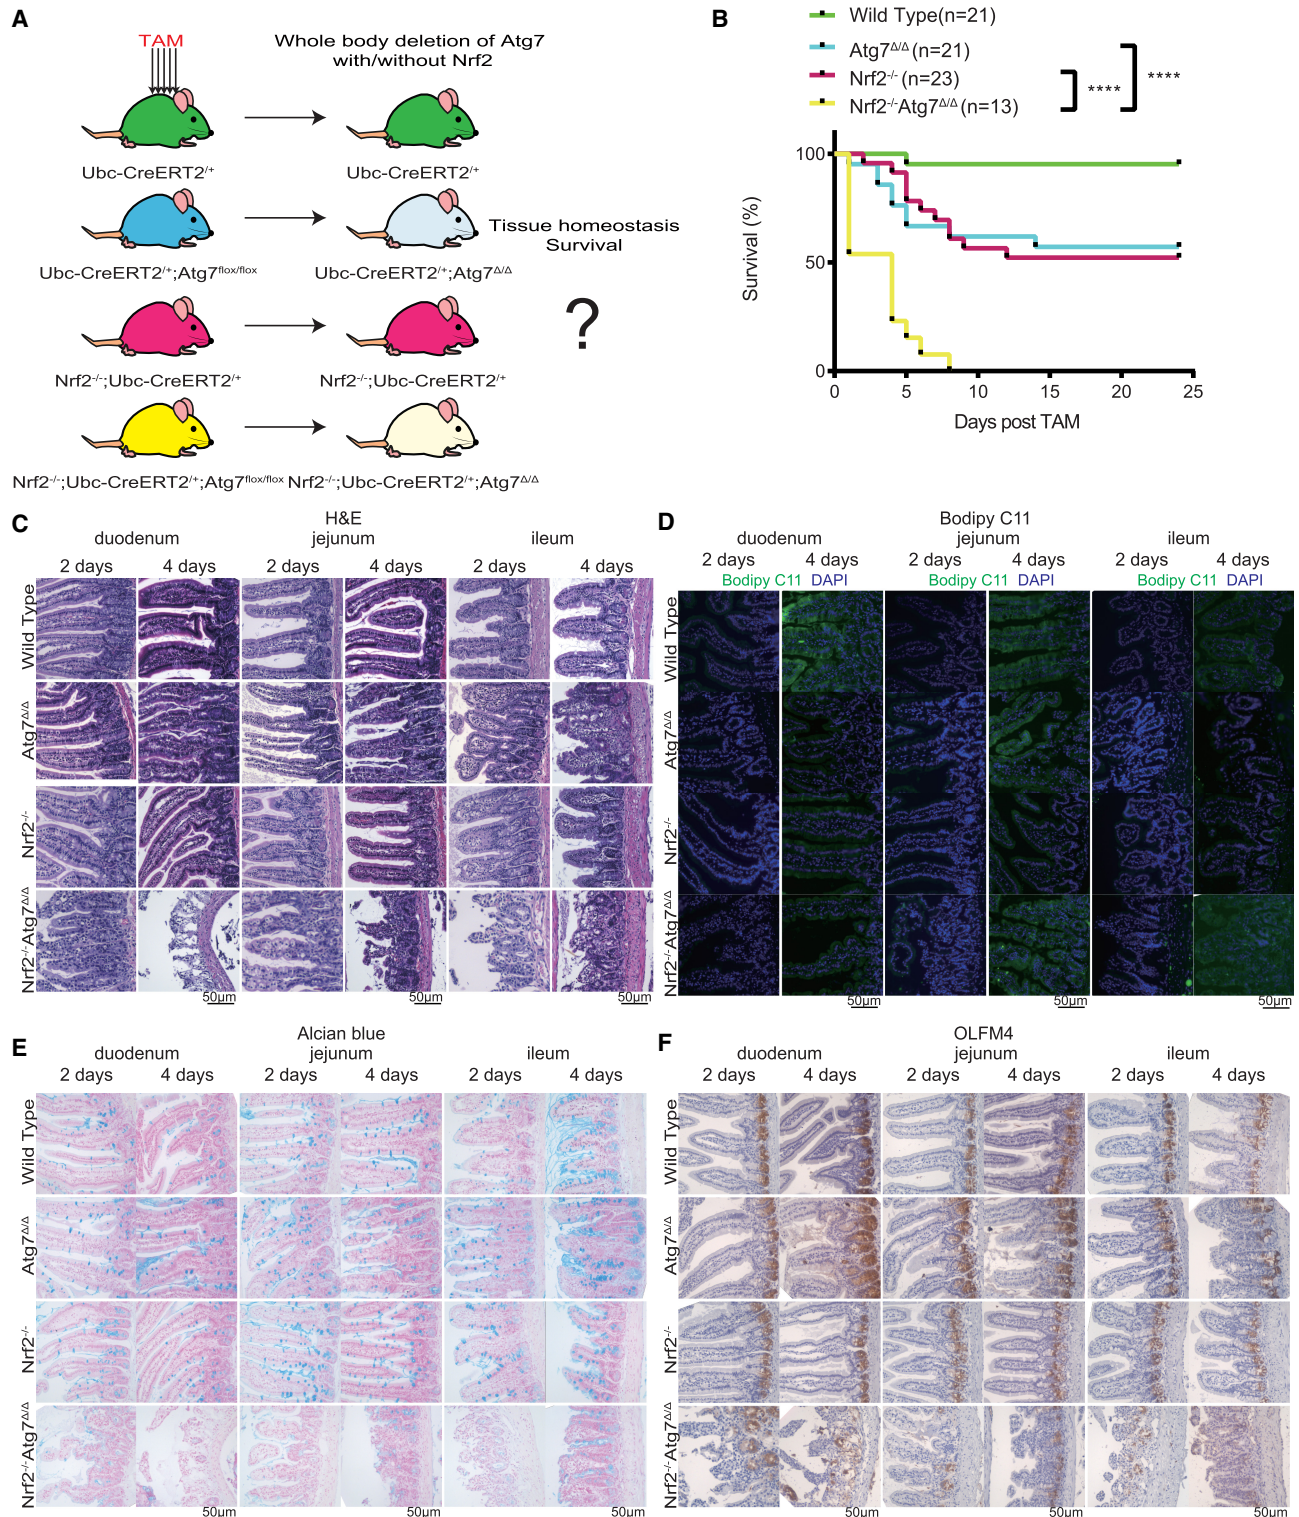 A
TAM
Whole body deletion of Atg7
with/without Nrf2
Ubc-CreERT2/+
Ubc-CreERT2/+
Tissue homeostasis
Survival
Ubc-CreERT2/+;Atg7flox/flox
Ubc-CreERT2/+;Atg7Δ/Δ
?
Nrf2-/-;Ubc-CreERT2/+
Nrf2-/-;Ubc-CreERT2/+
Nrf2-/-;Ubc-CreERT2/+;Atg7flox/flox
Nrf2-/-;Ubc-CreERT2/+;Atg7Δ/Δ
B
Wild Type(n=21)
Atg7Δ/Δ(n=21)
Nrf2-/-(n=23)
Nrf2-/-Atg7Δ/Δ(n=13)
****
****
Survival (%)
100
50
0
0 5 10 15 20 25
Days post TAM
C
H&E
duodenum jejunum ileum
2 days 4 days 2 days 4 days 2 days 4 days
Wild Type
Atg7Δ/Δ
Nrf2-/-
Nrf2-/-Atg7Δ/Δ
50µm 50µm 50µm
D
Bodipy C11
duodenum jejunum ileum
2 days 4 days 2 days 4 days 2 days 4 days
Bodipy C11 DAPI Bodipy C11 DAPI Bodipy C11 DAPI
Wild Type
Atg7Δ/Δ
Nrf2-/-
Nrf2-/-Atg7Δ/Δ
50µm 50µm 50µm
E
Alcian blue
duodenum jejunum ileum
2 days 4 days 2 days 4 days 2 days 4 days
Wild Type
Atg7Δ/Δ
Nrf2-/-
Nrf2-/-Atg7Δ/Δ
50µm 50µm 50µm
F
OLFM4
duodenum jejunum ileum
2 days 4 days 2 days 4 days 2 days 4 days
Wild Type
Atg7Δ/Δ
Nrf2-/-
Nrf2-/-Atg7Δ/Δ
50µm 50µm 50µm